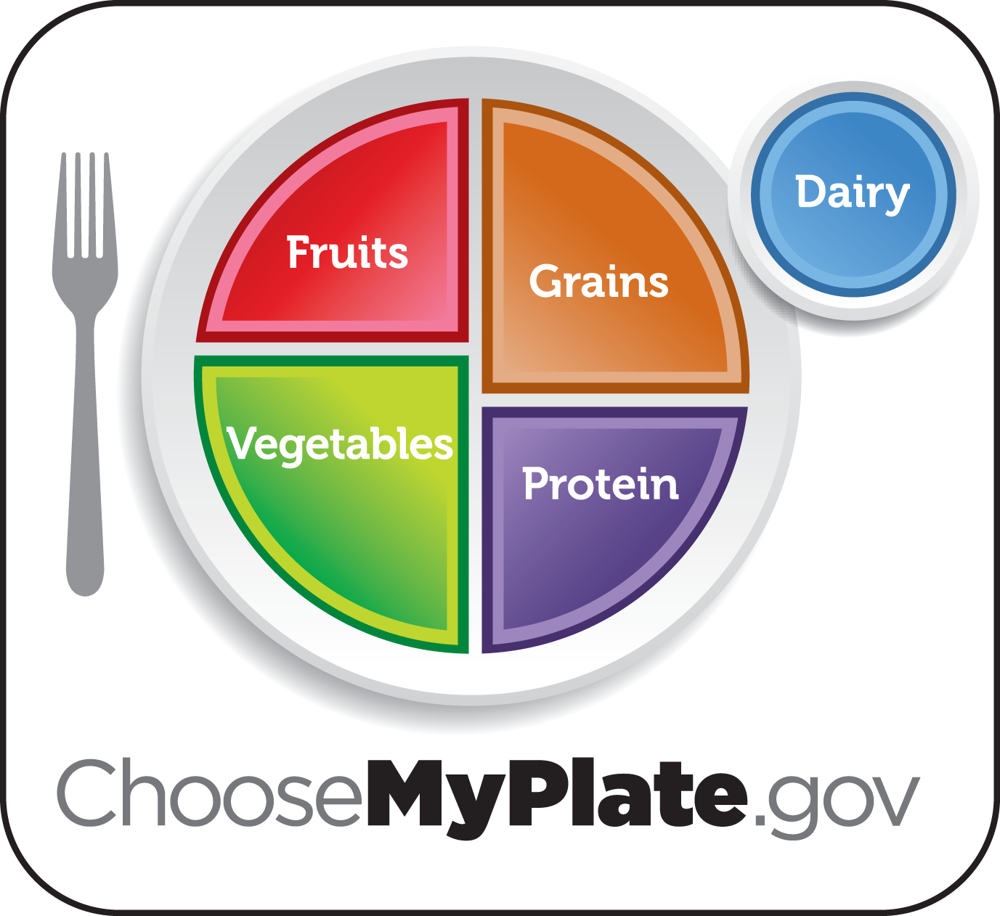 Dairy
Fruits
Grains
Vegetables
Protein
ChooseMyPlate.gov